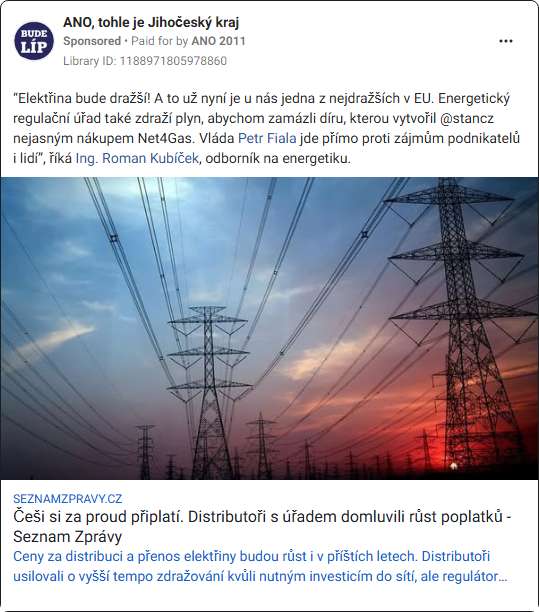 BUDE
LÍP
ANO, tohle je Jihočeský kraj
Sponsored • Paid for by ANO 2011
Library ID: 1188971805978860
“Elektřina bude dražší! A to už nyní je u nás jedna z nejdražších v EU. Energetický
regulační úřad také zdraží plyn, abychom zamázli díru, kterou vytvořil @stancz
nejasným nákupem Net4Gas. Vláda Petr Fiala jde přímo proti zájmům podnikatelů
i lidí”, říká Ing. Roman Kubíček, odborník na energetiku.
SEZNAMZPRAVY.CZ
Češi si za proud připlatí. Distributoři s úřadem domluvili růst poplatků -
Seznam Zprávy
Ceny za distribuci a přenos elektřiny budou růst i v příštích letech. Distributoři
usilovali o vyšší tempo zdražování kvůli nutným investicím do sítí, ale regulátor…